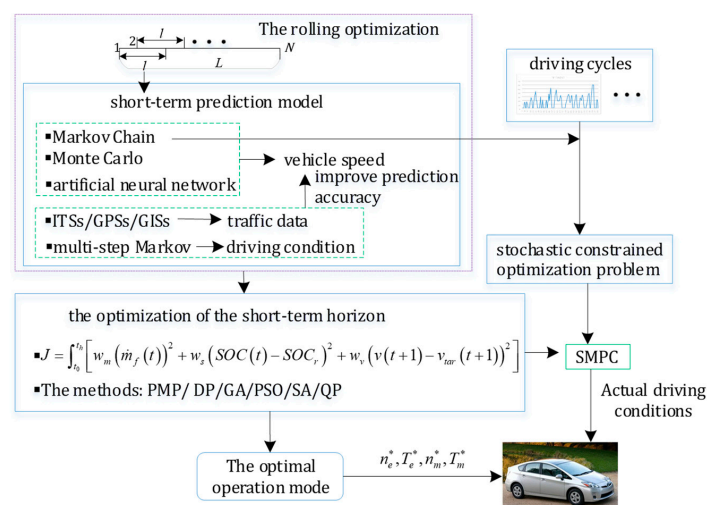 The rolling optimization
1 2 l • • • N
l L
short-term prediction model
▪Markov Chain
▪Monte Carlo
▪artificial neural network
vehicle speed
improve prediction
accuracy
▪ITSs/GPSs/GISs
traffic data
▪multi-step Markov
driving condition
driving cycles
• • •
stochastic constrained
optimization problem
the optimization of the short-term horizon
▪J = ∫_{t_0}^{t_h} [w_m(ṁ_f(t))^2 + w_s(SOC(t) − SOC_r)^2 + w_v(v(t+1) − v_{tar}(t+1))^2]
▪The methods: PMP/ DP/GA/PSO/SA/QP
SMPC
Actual driving
conditions
The optimal
operation mode
n_e^*, T_e^*, n_m^*, T_m^*